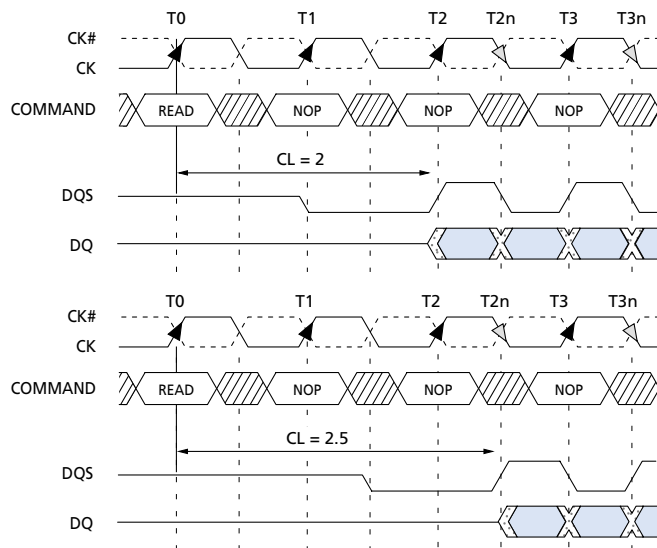 T0 T1 T2 T2n T3 T3n
CK#
CK
COMMAND READ NOP NOP NOP
CL = 2
DQS
DQ
T0 T1 T2 T2n T3 T3n
CK#
CK
COMMAND READ NOP NOP NOP
CL = 2.5
DQS
DQ